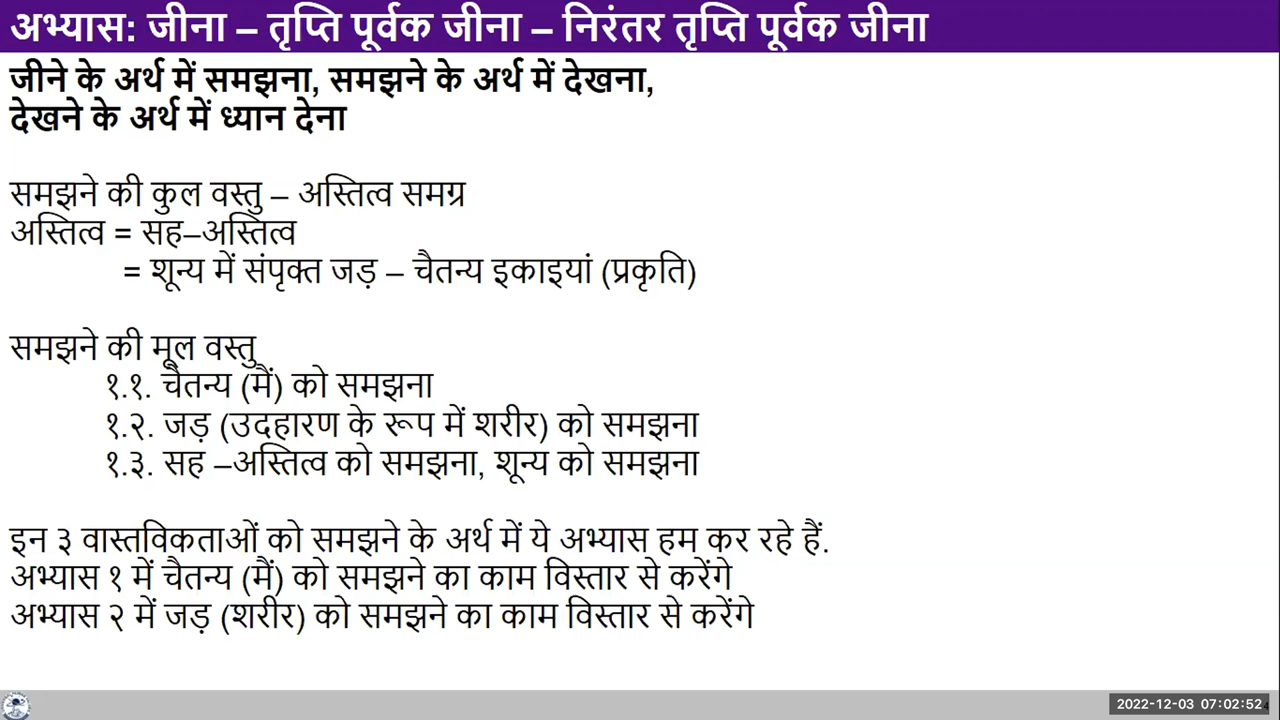 अभ्यास: जीना – तृप्ति पूर्वक जीना – निरंतर तृप्ति पूर्वक जीना
जीने के अर्थ में समझना, समझने के अर्थ में देखना,
देखने के अर्थ में ध्यान देना
समझने की कुल वस्तु – अस्तित्व समग्र
अस्तित्व = सह–अस्तित्व
= शून्य में संपृक्त जड़ – चैतन्य इकाइयां (प्रकृति)
समझने की मूल वस्तु
१.१. चैतन्य (मैं) को समझना
१.२. जड़ (उदहारण के रूप में शरीर) को समझना
१.३. सह –अस्तित्व को समझना, शून्य को समझना
इन ३ वास्तविकताओं को समझने के अर्थ में ये अभ्यास हम कर रहे हैं.
अभ्यास १ में चैतन्य (मैं) को समझने का काम विस्तार से करेंगे
अभ्यास २ में जड़ (शरीर) को समझने का काम विस्तार से करेंगे
2022-12-03 07:02:52